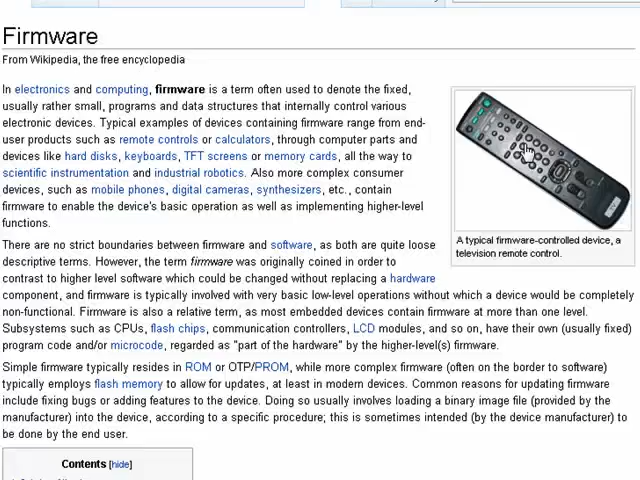 Firmware
From Wikipedia, the free encyclopedia
In electronics and computing, firmware is a term often used to denote the fixed,
usually rather small, programs and data structures that internally control various
electronic devices. Typical examples of devices containing firmware range from end-
user products such as remote controls or calculators, through computer parts and
devices like hard disks, keyboards, TFT screens or memory cards, all the way to
scientific instrumentation and industrial robotics. Also more complex consumer
devices, such as mobile phones, digital cameras, synthesizers, etc., contain
firmware to enable the device's basic operation as well as implementing higher-level
functions.
A typical firmware-controlled device, a
television remote control.
There are no strict boundaries between firmware and software, as both are quite loose
descriptive terms. However, the term firmware was originally coined in order to
contrast to higher level software which could be changed without replacing a hardware
component, and firmware is typically involved with very basic low-level operations without which a device would be completely
non-functional. Firmware is also a relative term, as most embedded devices contain firmware at more than one level.
Subsystems such as CPUs, flash chips, communication controllers, LCD modules, and so on, have their own (usually fixed)
program code and/or microcode, regarded as "part of the hardware" by the higher-level(s) firmware.
Simple firmware typically resides in ROM or OTP/PROM, while more complex firmware (often on the border to software)
typically employs flash memory to allow for updates, at least in modern devices. Common reasons for updating firmware
include fixing bugs or adding features to the device. Doing so usually involves loading a binary image file (provided by the
manufacturer) into the device, according to a specific procedure; this is sometimes intended (by the device manufacturer) to
be done by the end user.
Contents [hide]